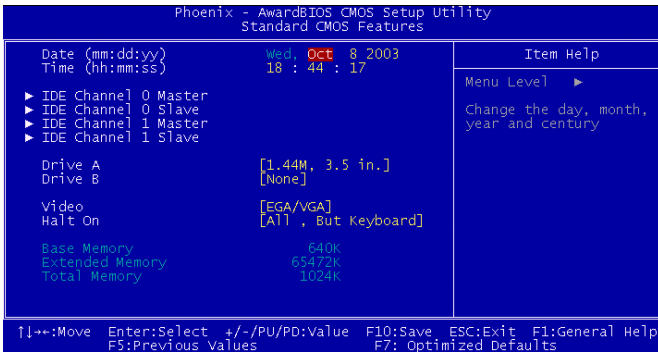 Phoenix - AwardBIOS CMOS Setup Utility
Standard CMOS Features
Date (mm:dd:yy) Wed, Oct 8 2003
Time (hh:mm:ss) 18 : 44 : 17
► IDE Channel 0 Master
► IDE Channel 0 Slave
► IDE Channel 1 Master
► IDE Channel 1 Slave
Drive A [1.44M, 3.5 in.]
Drive B [None]
Video [EGA/VGA]
Halt On [All , But Keyboard]
Base Memory 640K
Extended Memory 65472K
Total Memory 1024K
Item Help
Menu Level ►
Change the day, month,
year and century
↑↓→←:Move Enter:Select +/-/PU/PD:Value F10:Save ESC:Exit F1:General Help
F5:Previous Values F7: Optimized Defaults